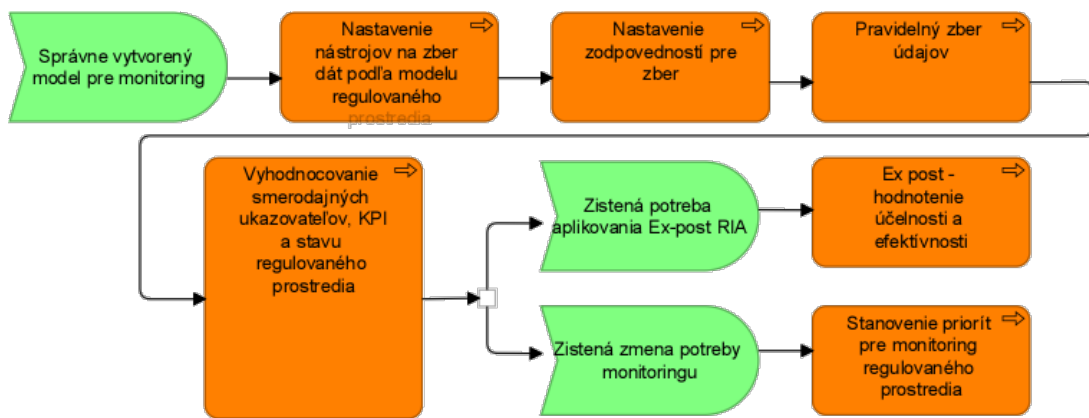 Správne vytvorený
model pre monitoring
Nastavenie
nástrojov na zber
dát podľa modelu
regulovaného
prostredia
Nastavenie
zodpovedností pre
zber
Pravidelný zber
údajov
Vyhodnocovanie
smerodajných
ukazovateľov, KPI
a stavu
regulovaného
prostredia
Zistená potreba
aplikovania Ex-post RIA
Ex post -
hodnotenie
účelnosti a
efektívnosti
Zistená zmena potreby
monitoringu
Stanovenie priorít
pre monitoring
regulovaného
prostredia